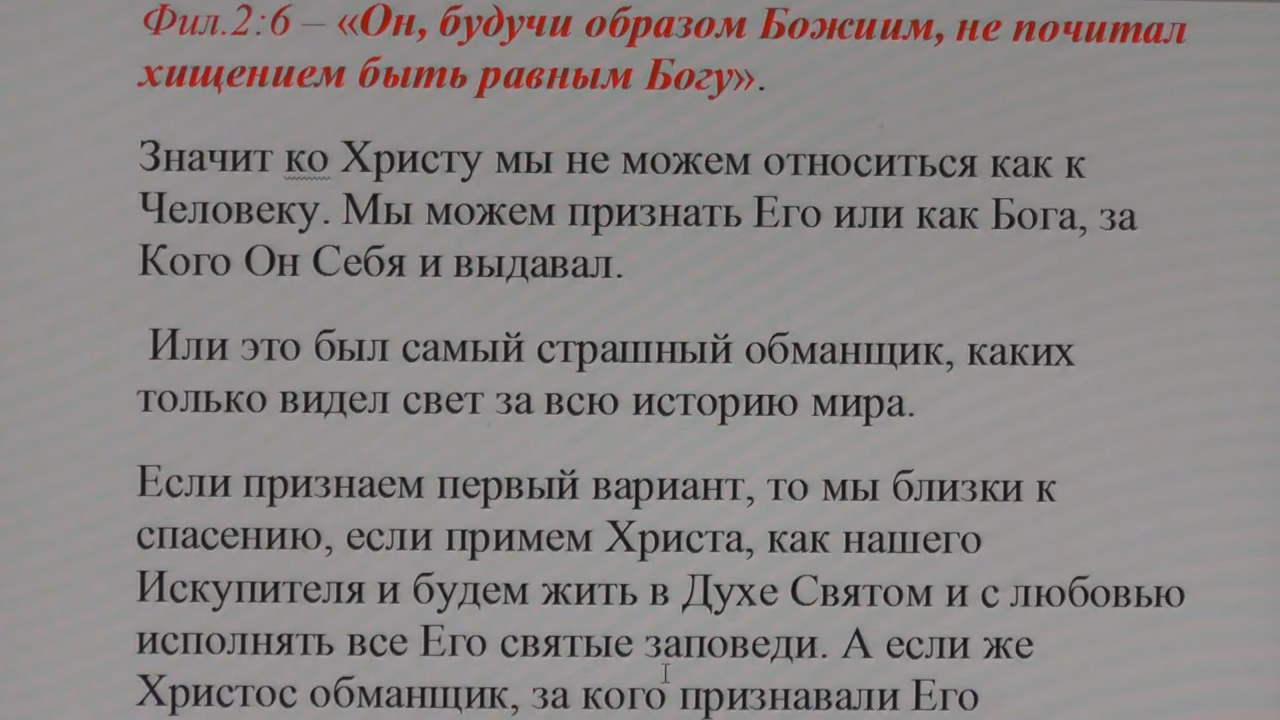 Фил.2:6 – «Он, будучи образом Божиим, не почитал
хищением быть равным Богу».
Значит ко Христу мы не можем относиться как к
Человеку. Мы можем признать Его или как Бога, за
Кого Он Себя и выдавал.
Или это был самый страшный обманщик, каких
только видел свет за всю историю мира.
Если признаем первый вариант, то мы близки к
спасению, если примем Христа, как нашего
Искупителя и будем жить в Духе Святом и с любовью
исполнять все Его святые заповеди. А если же
Христос обманщик, за кого признавали Его